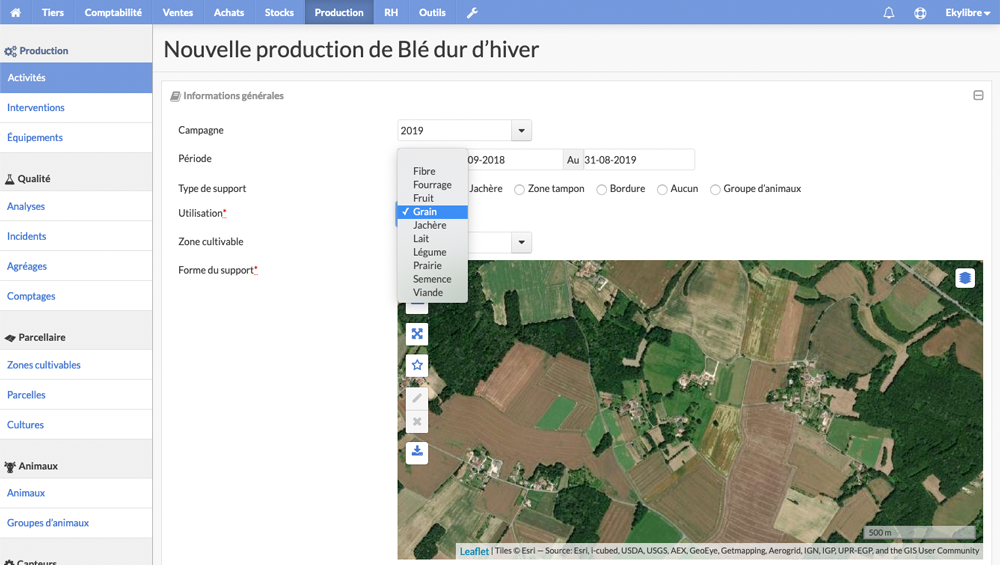 Tiers Comptabilité Ventes Achats Stocks Production RH Outils Ekylibre
Production
Activités
Interventions
Équipements
Qualité
Analyses
Incidents
Agréages
Comptages
Parcellaire
Zones cultivables
Parcelles
Cultures
Animaux
Animaux
Groupes d’animaux
Capteurs
Nouvelle production de Blé dur d’hiver
Informations générales
Campagne 2019
Période 09-2018 Au 31-08-2019
Type de support Jachère Zone tampon Bordure Aucun Groupe d’animaux
Utilisation*
Zone cultivable
Forme du support*
Fibre
Fourrage
Fruit
✓ Grain
Jachère
Lait
Légume
Prairie
Semence
Viande
500 m
Leaflet | Tiles © Esri — Source: Esri, i-cubed, USDA, USGS, AEX, GeoEye, Getmapping, Aerogrid, IGN, IGP, UPR-EGP, and the GIS User Community